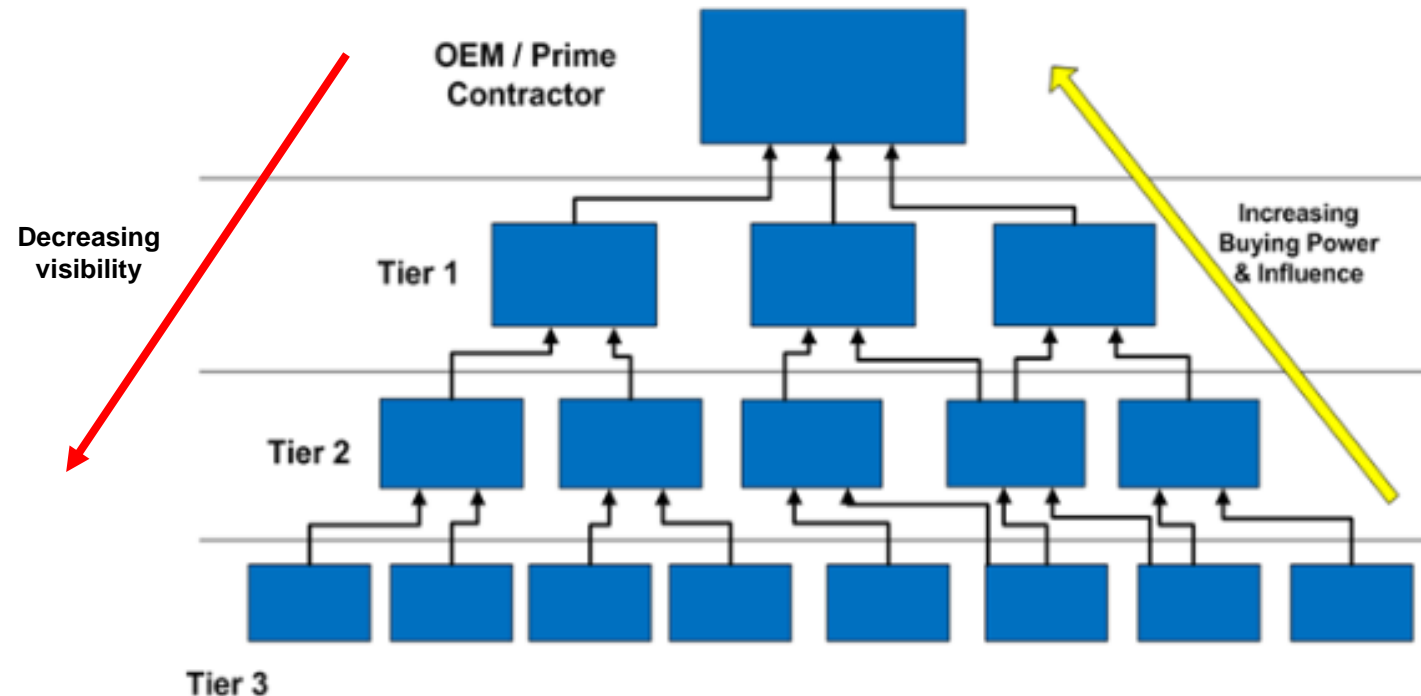 OEM / Prime
Contractor
Decreasing
visibility
Increasing
Buying Power
& Influence
Tier 1
Tier 2
Tier 3